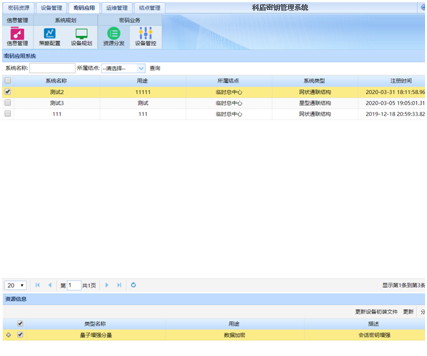 密码资源 设备管理 密码应用 运维管理 结点管理 科盾密钥管理系统
信息管理 系统规划 密码业务
信息管理 策略配置 设备规划 资源分发 设备管控
密码应用系统
系统名称: 所属结点: --请选择-- 查询
系统名称 用途 所属结点 系统类型 注册时间
测试2 11111 临时总中心 网状通联结构 2020-03-31 18:11:58.96
测试3 测试 临时总中心 星型通联结构 2020-03-05 19:05:01.31
111 111 临时总中心 网状通联结构 2019-12-18 20:59:33.82
20 第 1 共1页 显示第1条到第3条
资源信息
更新设备初装文件 更新 分
类型名称 用途 描述
量子增强分量 数据加密 会话密钥增强